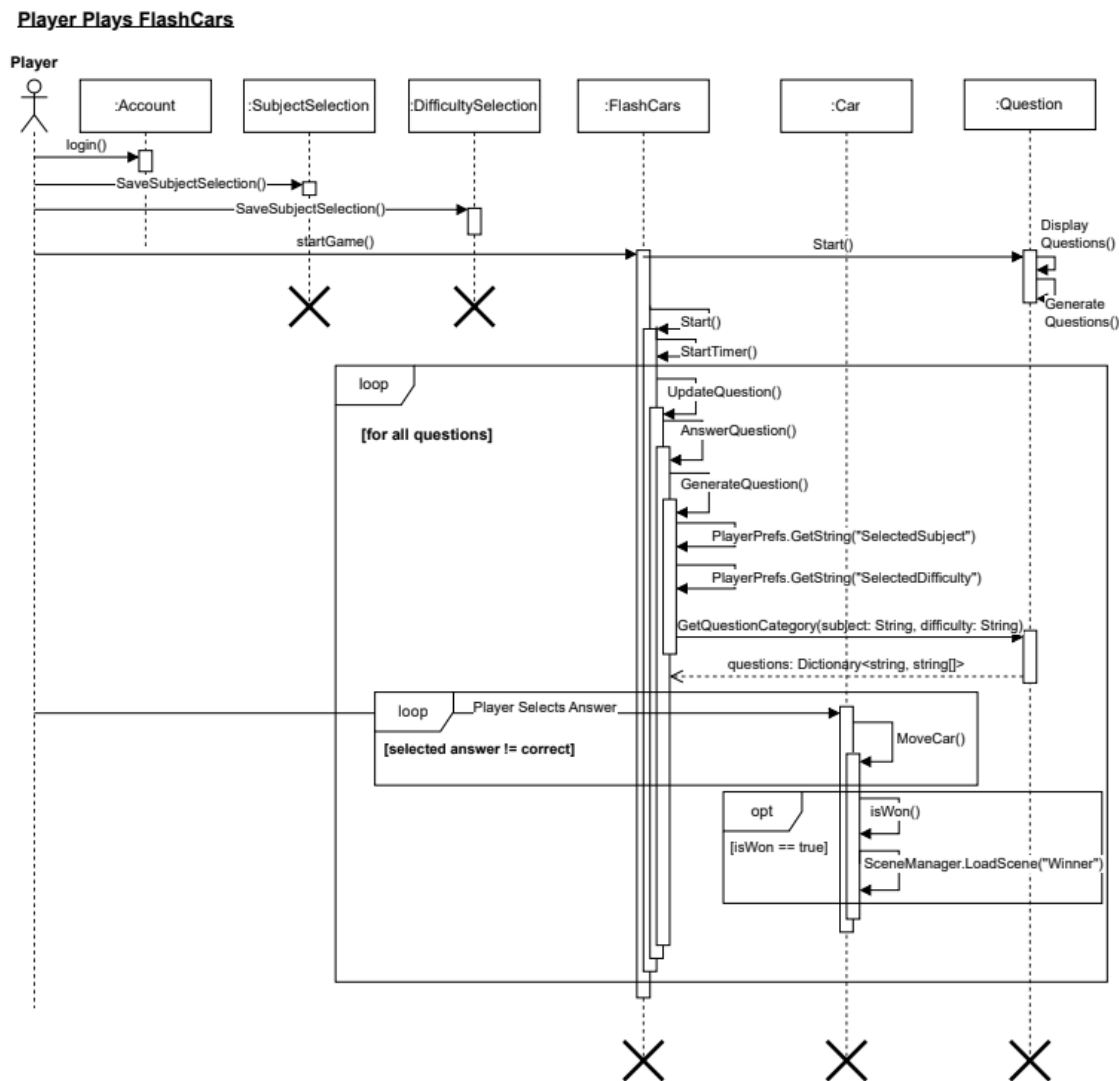 Player Plays FlashCars
Player
:Account
:SubjectSelection
:DifficultySelection
:FlashCars
:Car
:Question
login()
SaveSubjectSelection()
SaveSubjectSelection()
startGame()
Start()
Display
Questions()
Generate
Questions()
Start()
StartTimer()
loop
[for all questions]
UpdateQuestion()
AnswerQuestion()
GenerateQuestion()
PlayerPrefs.GetString("SelectedSubject")
PlayerPrefs.GetString("SelectedDifficulty")
GetQuestionCategory(subject: String, difficulty: String)
questions: Dictionary<string, string[]>
loop
Player Selects Answer
[selected answer != correct]
MoveCar()
opt
[isWon == true]
isWon()
SceneManager.LoadScene("Winner")